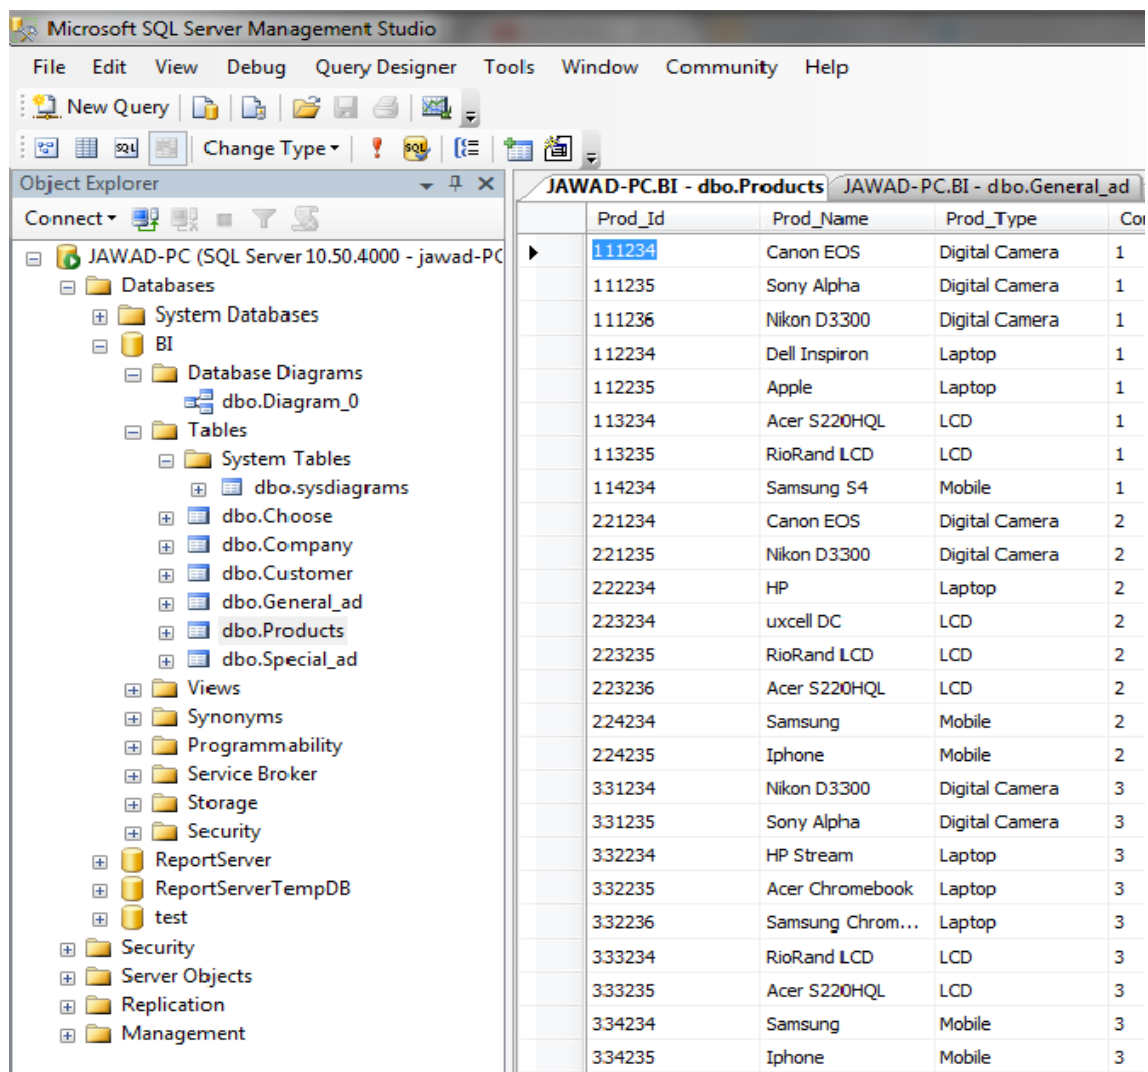 Microsoft SQL Server Management Studio
File Edit View Debug Query Designer Tools Window Community Help
New Query
SQL Change Type SQL
Object Explorer
Connect
JAWAD-PC (SQL Server 10.50.4000 - jawad-PC
Databases
System Databases
BI
Database Diagrams
dbo.Diagram_0
Tables
System Tables
dbo.sysdiagrams
dbo.Choose
dbo.Company
dbo.Customer
dbo.General_ad
dbo.Products
dbo.Special_ad
Views
Synonyms
Programmability
Service Broker
Storage
Security
ReportServer
ReportServerTempDB
test
Security
Server Objects
Replication
Management
JAWAD-PC.BI - dbo.Products JAWAD-PC.BI - dbo.General_ad
Prod_Id Prod_Name Prod_Type Co
111234 Canon EOS Digital Camera 1
111235 Sony Alpha Digital Camera 1
111236 Nikon D3300 Digital Camera 1
112234 Dell Inspiron Laptop 1
112235 Apple Laptop 1
113234 Acer S220HQL LCD 1
113235 RioRand LCD LCD 1
114234 Samsung S4 Mobile 1
221234 Canon EOS Digital Camera 2
221235 Nikon D3300 Digital Camera 2
222234 HP Laptop 2
223234 uxcell DC LCD 2
223235 RioRand LCD LCD 2
223236 Acer S220HQL LCD 2
224234 Samsung Mobile 2
224235 Iphone Mobile 2
331234 Nikon D3300 Digital Camera 3
331235 Sony Alpha Digital Camera 3
332234 HP Stream Laptop 3
332235 Acer Chromebook Laptop 3
332236 Samsung Chrom... Laptop 3
333234 RioRand LCD LCD 3
333235 Acer S220HQL LCD 3
334234 Samsung Mobile 3
334235 Iphone Mobile 3